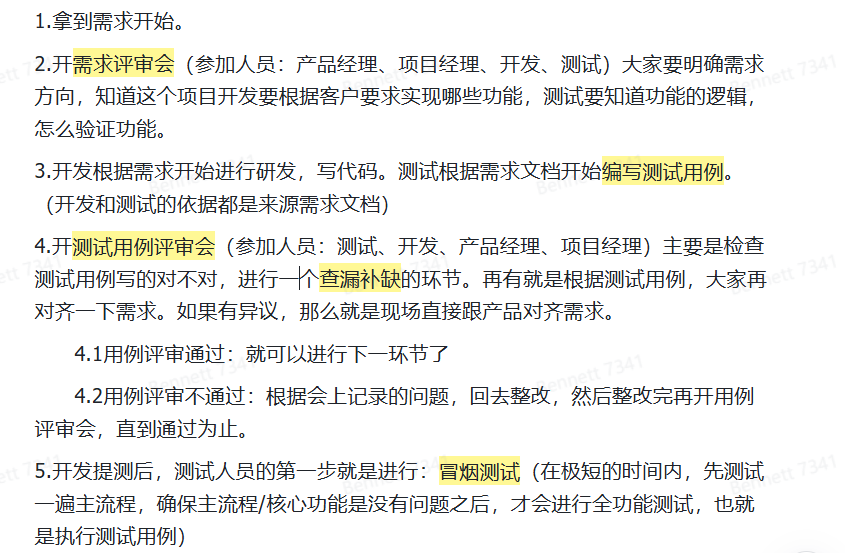 1.拿到需求开始。
2.开需求评审会（参加人员：产品经理、项目经理、开发、测试）大家要明确需求
方向，知道这个项目开发要根据客户要求实现哪些功能，测试要知道功能的逻辑，
怎么验证功能。
3.开发根据需求开始进行研发，写代码。测试根据需求文档开始编写测试用例。
（开发和测试的依据都是来源需求文档）
4.开测试用例评审会（参加人员：测试、开发、产品经理、项目经理）主要是检查
测试用例写的对不对，进行一个查漏补缺的环节。再有就是根据测试用例，大家再
对齐一下需求。如果有异议，那么就是现场直接跟产品对齐需求。
4.1用例评审通过：就可以进行下一环节了
4.2用例评审不通过：根据会上记录的问题，回去整改，然后整改完再开用例
评审会，直到通过为止。
5.开发提测后，测试人员的第一步就是进行：冒烟测试（在极短的时间内，先测试
一遍主流程，确保主流程/核心功能是没有问题之后，才会进行全功能测试，也就
是执行测试用例）
Bennett 7341